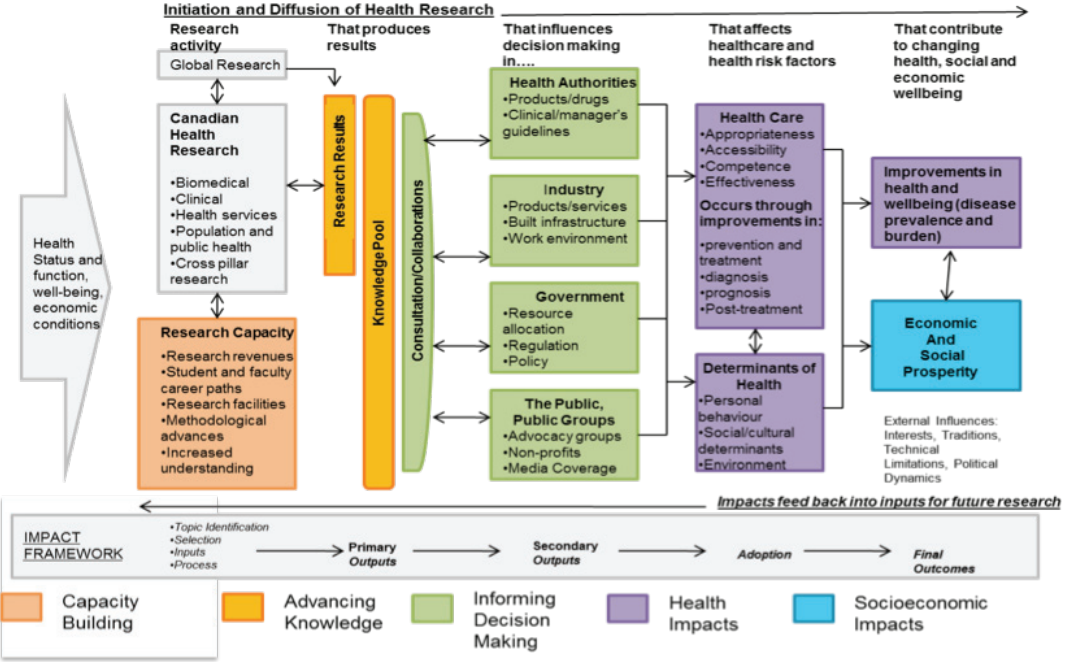 Initiation and Diffusion of Health Research
Research
activity
That produces
results
That influences
decision making
in....
That affects
healthcare and
health risk factors
That contribute
to changing
health, social and
economic
wellbeing
Health
Status and
function,
well-being,
economic
conditions
Global Research
Canadian
Health
Research
•Biomedical
•Clinical
•Health services
•Population and
public health
•Cross pillar
research
Research Capacity
•Research revenues
•Student and faculty
career paths
•Research facilities
•Methodological
advances
•Increased
understanding
Research Results
Knowledge Pool
Consultation/Collaborations
Health Authorities
•Products/drugs
•Clinical/manager's
guidelines
Industry
•Products/services
•Built infrastructure
•Work environment
Government
•Resource
allocation
•Regulation
•Policy
The Public,
Public Groups
•Advocacy groups
•Non-profits
•Media Coverage
Health Care
•Appropriateness
•Accessibility
•Competence
•Effectiveness
Occurs through
improvements in:
•prevention and
treatment
•diagnosis
•prognosis
•Post-treatment
Determinants of
Health
•Personal
behaviour
•Social/cultural
determinants
•Environment
Improvements in
health and
wellbeing (disease
prevalence and
burden)
Economic
And
Social
Prosperity
External Influences:
Interests, Traditions,
Technical
Limitations, Political
Dynamics
Impacts feed back into inputs for future research
IMPACT
FRAMEWORK
•Topic Identification
•Selection
•Inputs
•Process
Primary
Outputs
Secondary
Outputs
Adoption
Final
Outcomes
Capacity
Building
Advancing
Knowledge
Informing
Decision
Making
Health
Impacts
Socioeconomic
Impacts